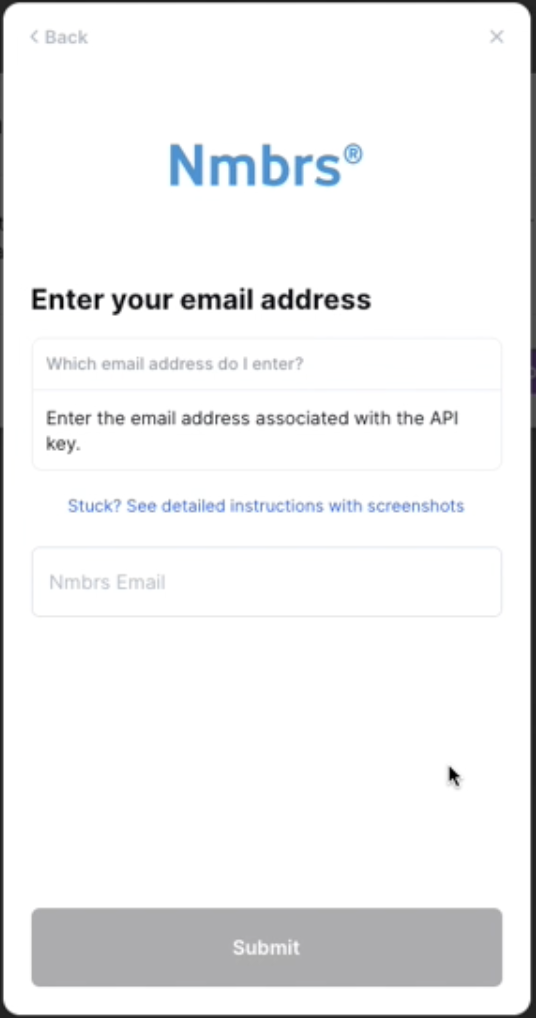 Back
Nmbrs®
Enter your email address
Which email address do I enter?
Enter the email address associated with the API
key.
Stuck? See detailed instructions with screenshots
Nmbrs Email
Submit